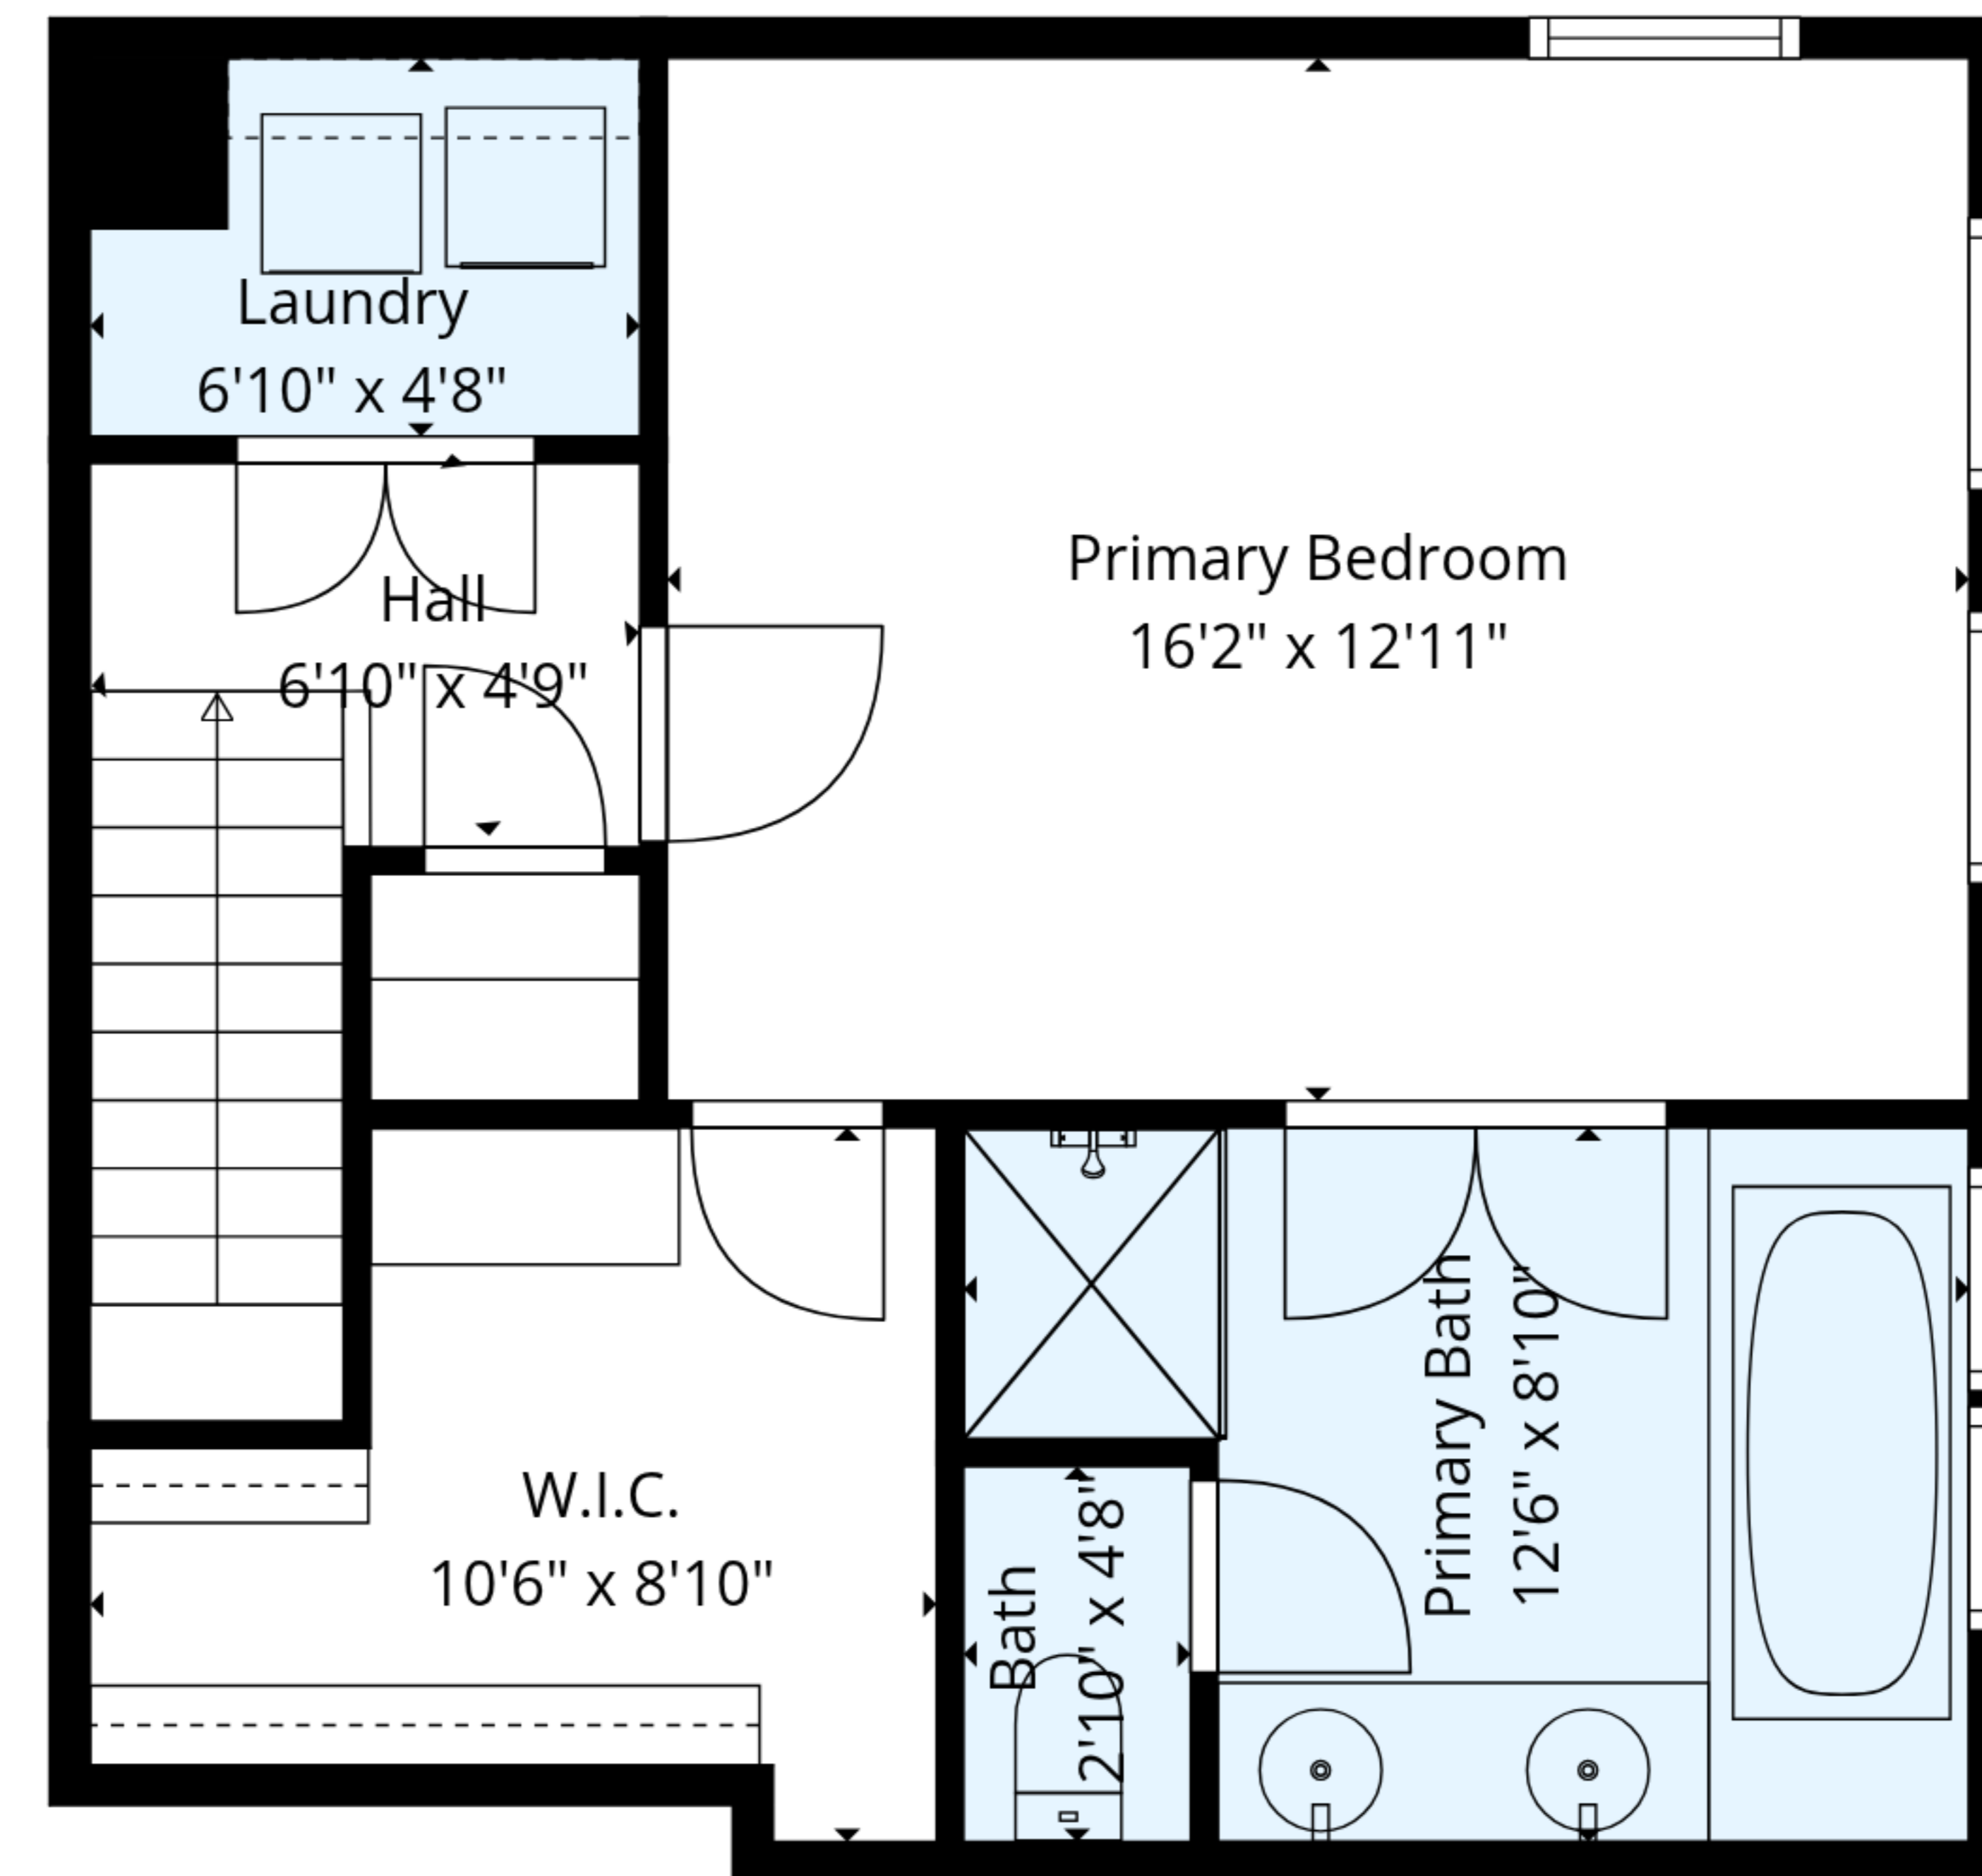 Laundry
6'10" x 4'8"
Hall
6'10" x 4'9"
Primary Bedroom
16'2" x 12'11"
W.I.C.
10'6" x 8'10"
Bath
2'10" x 4'8"
Primary Bath
12'6" x 8'10"